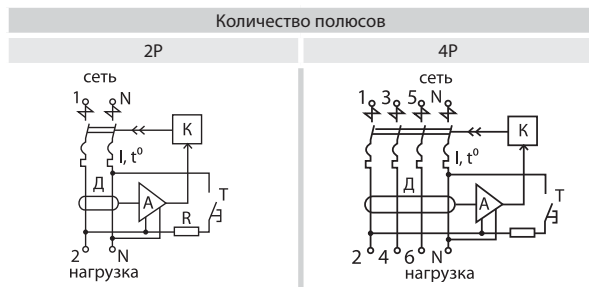 Количество полюсов
2P 4P
сеть
1 N
К
I, t⁰
Д
А
Т
R
2 N
нагрузка
сеть
1 3 5 N
К
I, t⁰
Д
А
Т
2 4 6 N
нагрузка